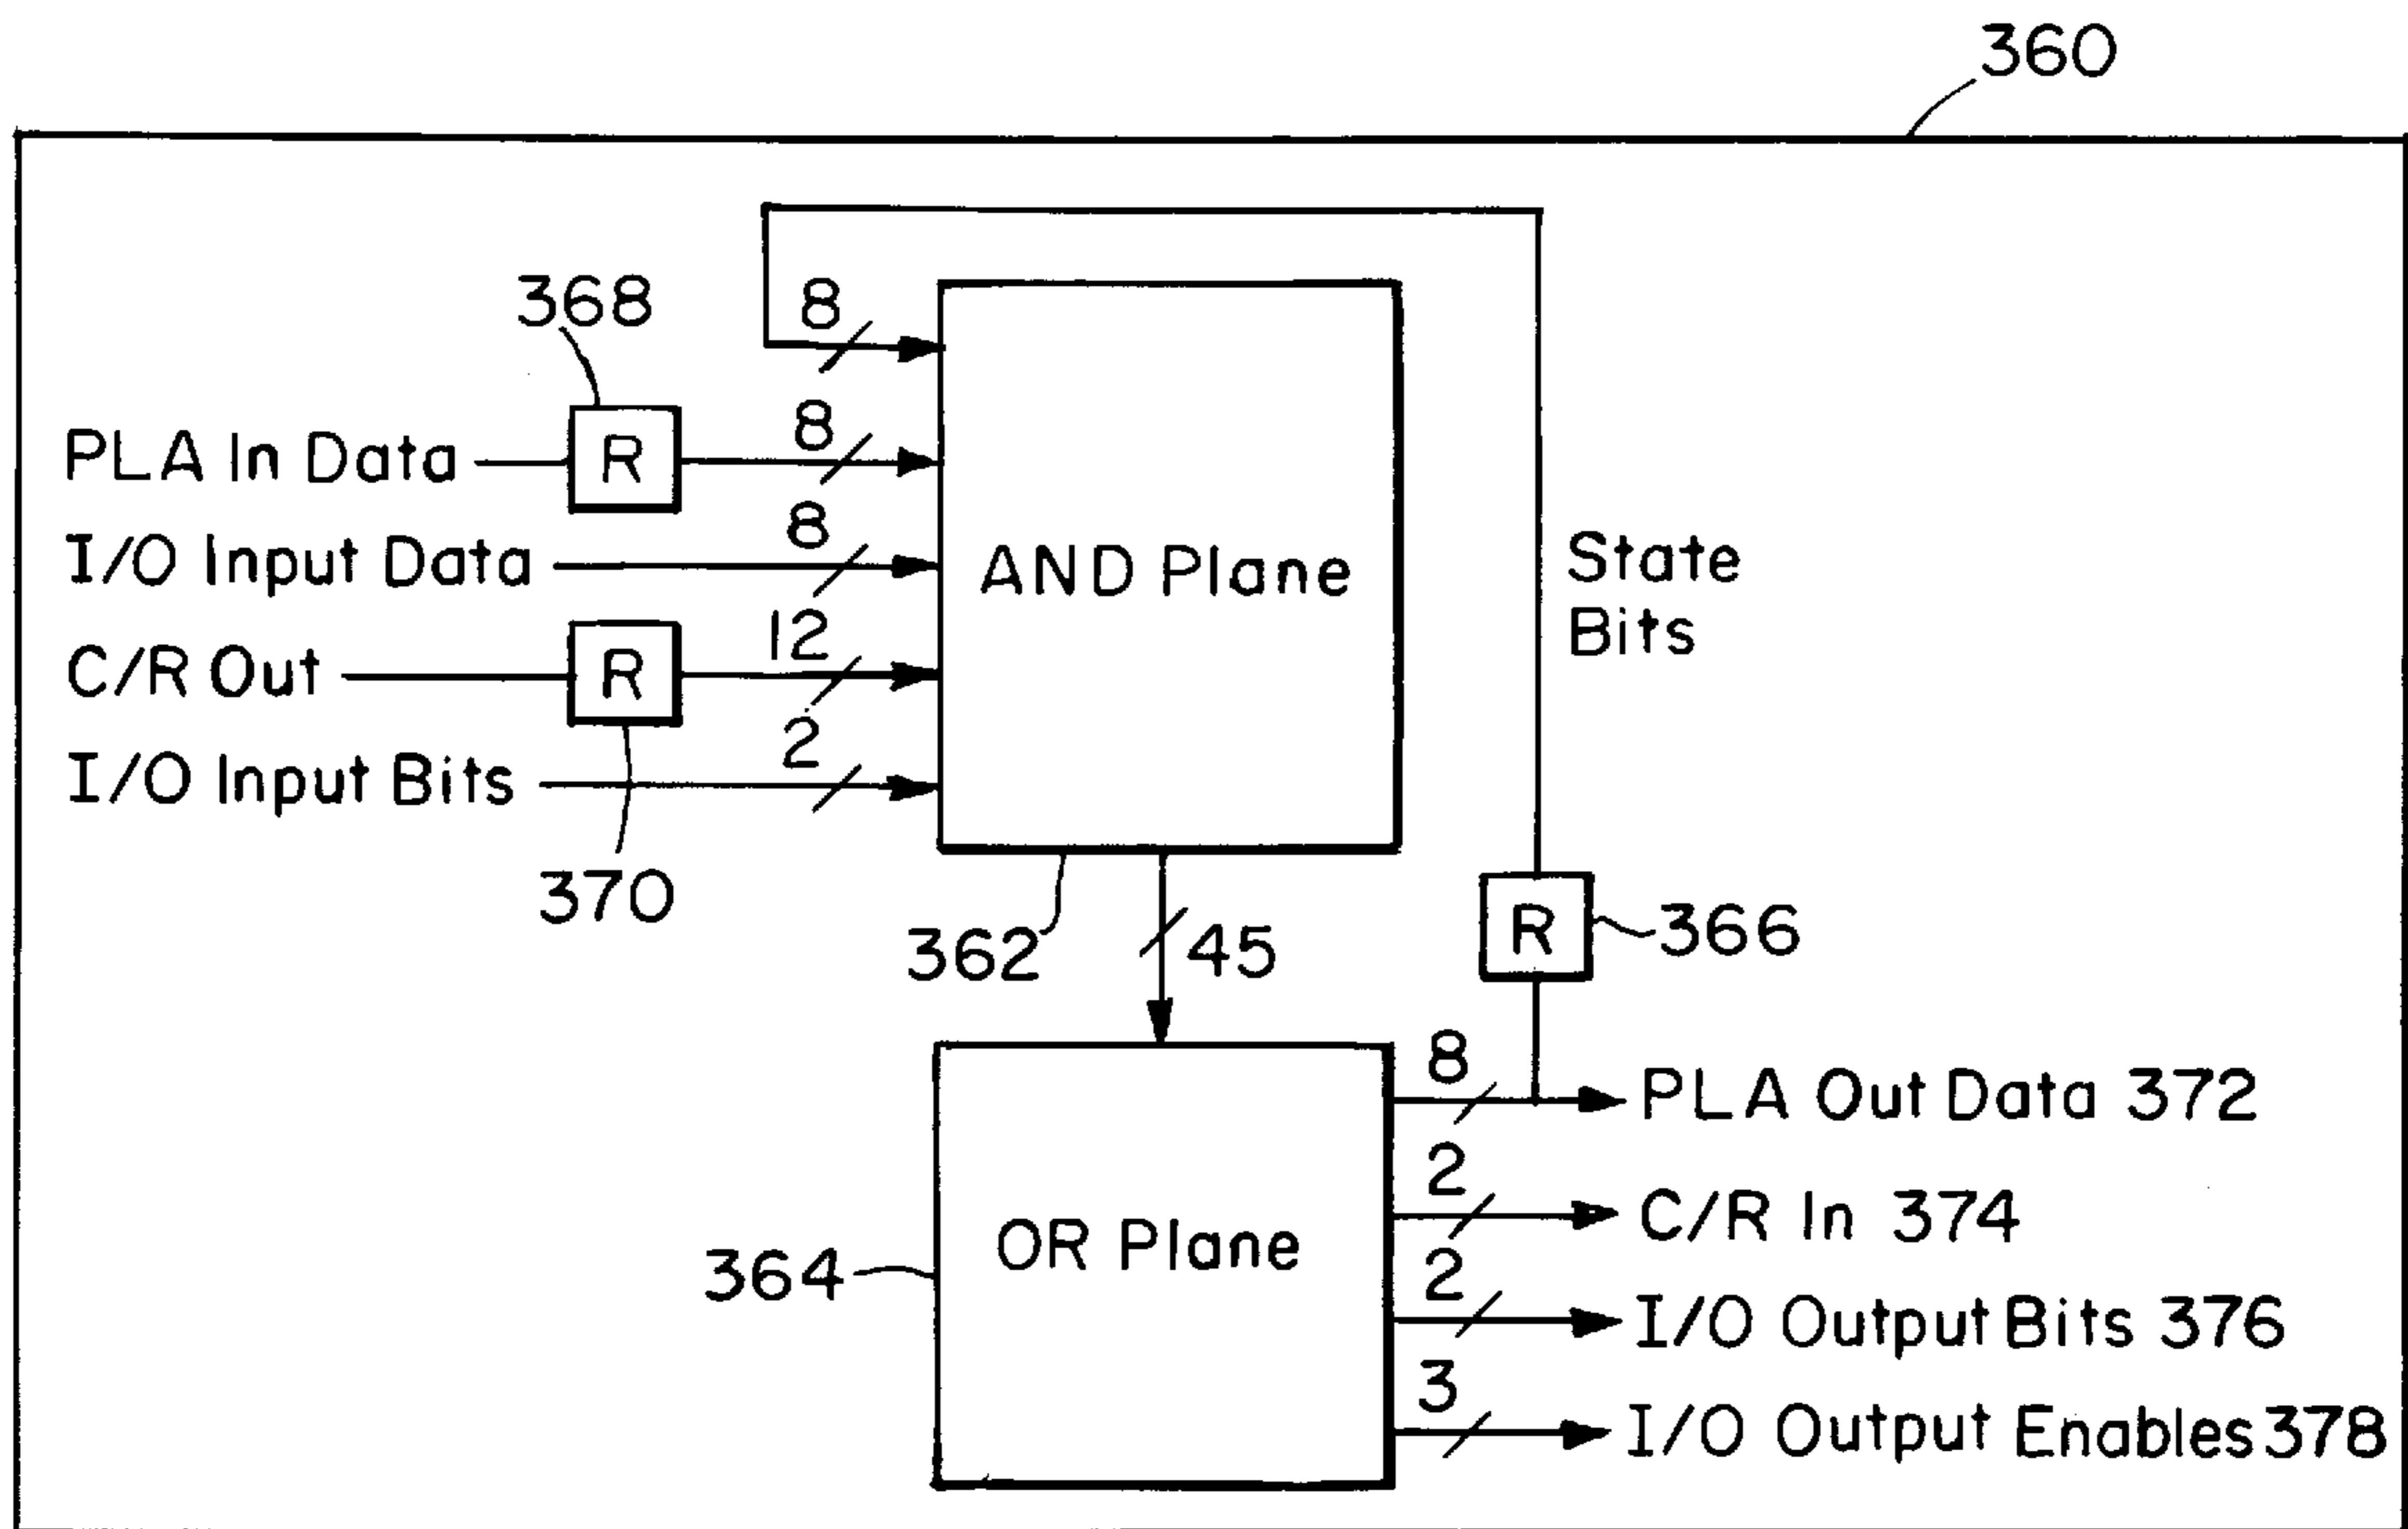 360
368
8
PLA In Data
R
8
I/O Input Data
8
AND Plane
State
Bits
C/R Out
R
12
I/O Input Bits
2
370
362
45
R
366
8
PLA Out Data 372
2
C/R In 374
OR Plane
364
2
I/O Output Bits 376
3
I/O Output Enables 378